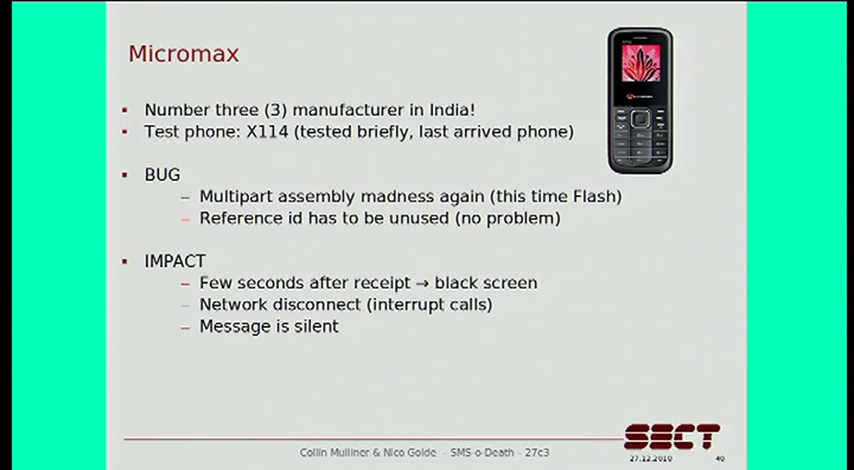 Micromax
Number three (3) manufacturer in India!
Test phone: X114 (tested briefly, last arrived phone)
BUG
– Multipart assembly madness again (this time Flash)
– Reference id has to be unused (no problem)
IMPACT
– Few seconds after receipt → black screen
– Network disconnect (interrupt calls)
– Message is silent
SECT
Collin Mulliner & Nico Golde - SMS-o-Death - 27c3
27.12.2010 40